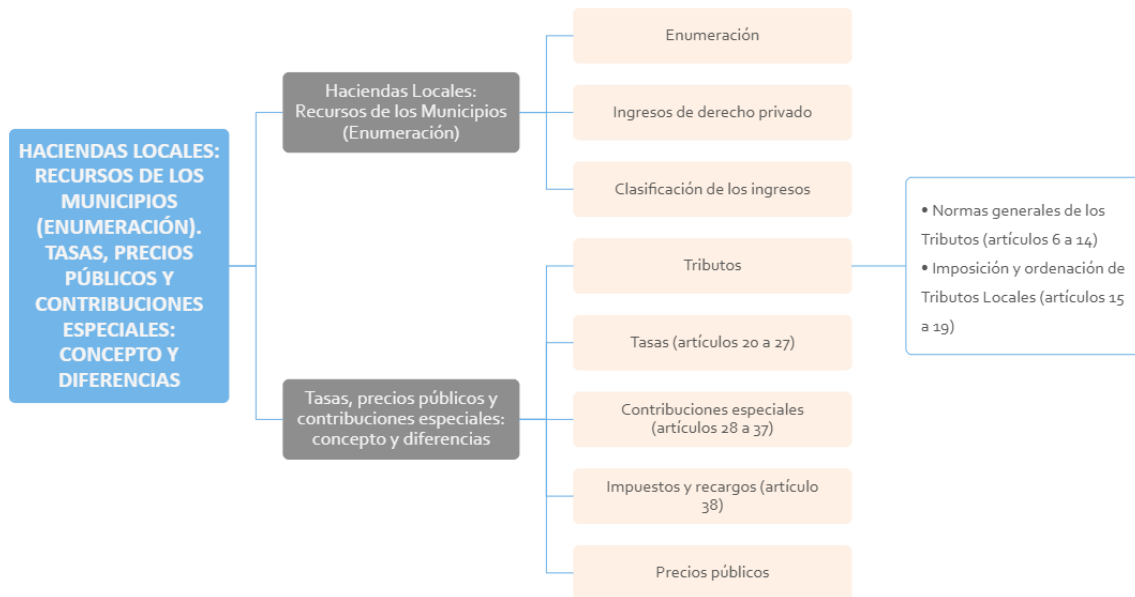 HACIENDAS LOCALES:
RECURSOS DE LOS
MUNICIPIOS
(ENUMERACIÓN).
TASAS, PRECIOS
PÚBLICOS Y
CONTRIBUCIONES
ESPECIALES:
CONCEPTO Y
DIFERENCIAS
Haciendas Locales:
Recursos de los Municipios
(Enumeración)
Enumeración
Ingresos de derecho privado
Clasificación de los ingresos
Tasas, precios públicos y
contribuciones especiales:
concepto y diferencias
Tributos
• Normas generales de los
Tributos (artículos 6 a 14)
• Imposición y ordenación de
Tributos Locales (artículos 15
a 19)
Tasas (artículos 20 a 27)
Contribuciones especiales
(artículos 28 a 37)
Impuestos y recargos (artículo
38)
Precios públicos